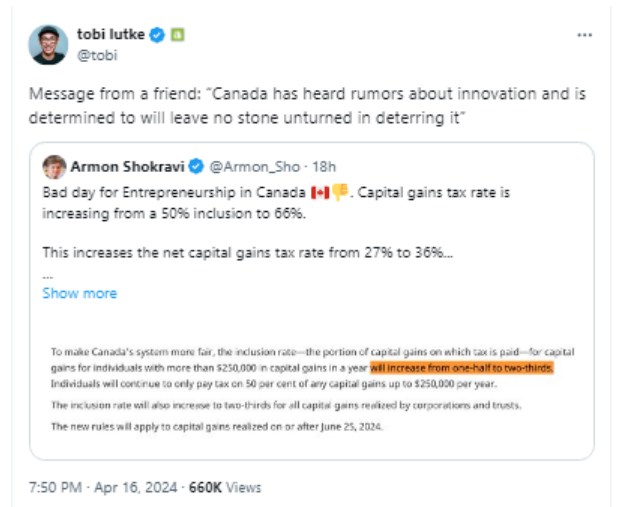 tobi lutke
@tobi
Message from a friend: "Canada has heard rumors about innovation and is
determined to will leave no stone unturned in deterring it"
Armon Shokravi @Armon_Sho · 18h
Bad day for Entrepreneurship in Canada 🇨🇦👎. Capital gains tax rate is
increasing from a 50% inclusion to 66%.
This increases the net capital gains tax rate from 27% to 36%...
...
Show more
To make Canada's system more fair, the inclusion rate—the portion of capital gains on which tax is paid—for capital
gains for individuals with more than $250,000 in capital gains in a year will increase from one-half to two-thirds.
Individuals will continue to only pay tax on 50 per cent of any capital gains up to $250,000 per year.
The inclusion rate will also increase to two-thirds for all capital gains realized by corporations and trusts.
The new rules will apply to capital gains realized on or after June 25, 2024.
7:50 PM · Apr 16, 2024 · 660K Views